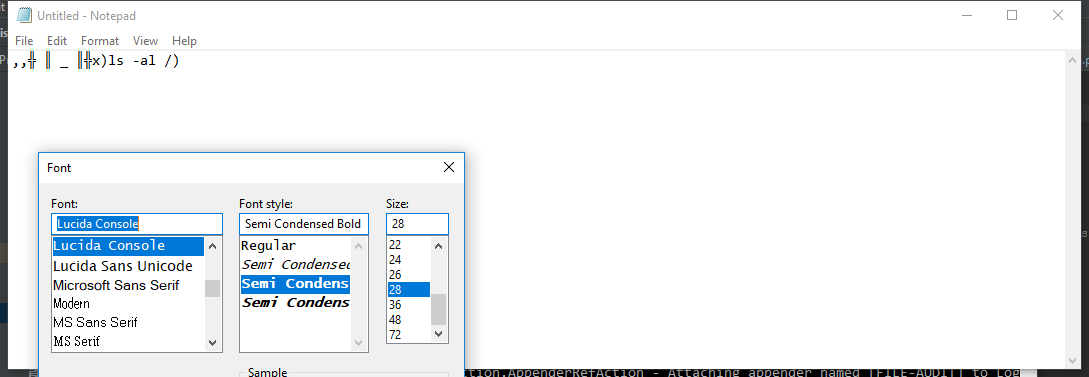 Untitled - Notepad
File Edit Format View Help
,,╬ ║ _ ║╬x)ls -al /)
Font
Font: Font style: Size:
Lucida Console Semi Condensed Bold 28
Lucida Console Regular 22
Lucida Sans Unicode Semi Condensed 24
Microsoft Sans Serif Semi Condens 26
Modern Semi Condens 28
MS Sans Serif 36
MS Serif 48
72
Sample
tion.AppenderRefAction - Attaching appender named [FILE-AUDIT] to Log